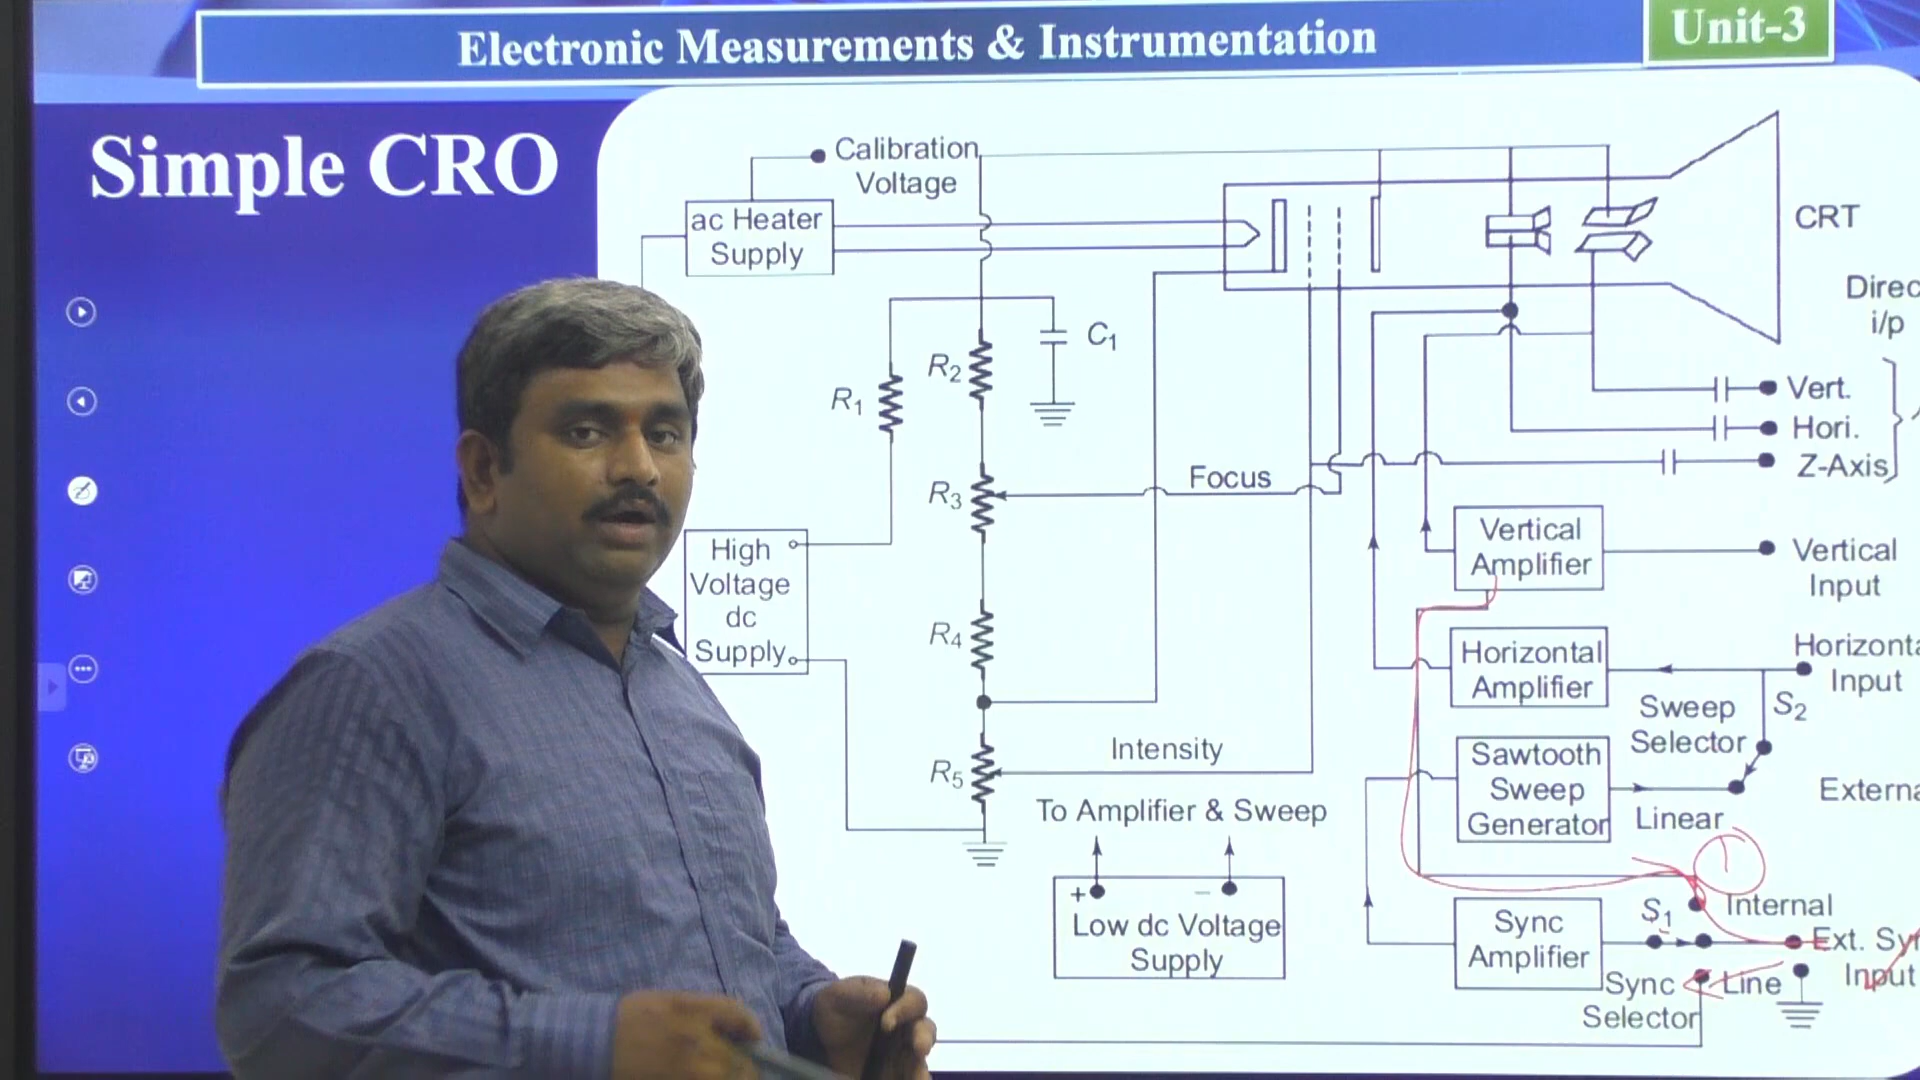 Electronic Measurements & Instrumentation
Unit-3
Simple CRO
Calibration
Voltage
ac Heater
Supply
CRT
Direc
i/p
C1
R2
R1
Vert.
Hori.
Z-Axis
Focus
R3
Vertical
Amplifier
Vertical
Input
High
Voltage
dc
Supply
R4
Horizontal
Amplifier
Horizonta
Input
Sweep
Selector
S2
Intensity
R5
Sawtooth
Sweep
Generator
Linear
Externa
To Amplifier & Sweep
+
−
Low dc Voltage
Supply
Sync
Amplifier
S1
Internal
Ext. Syn
Input
Sync
Selector
Line